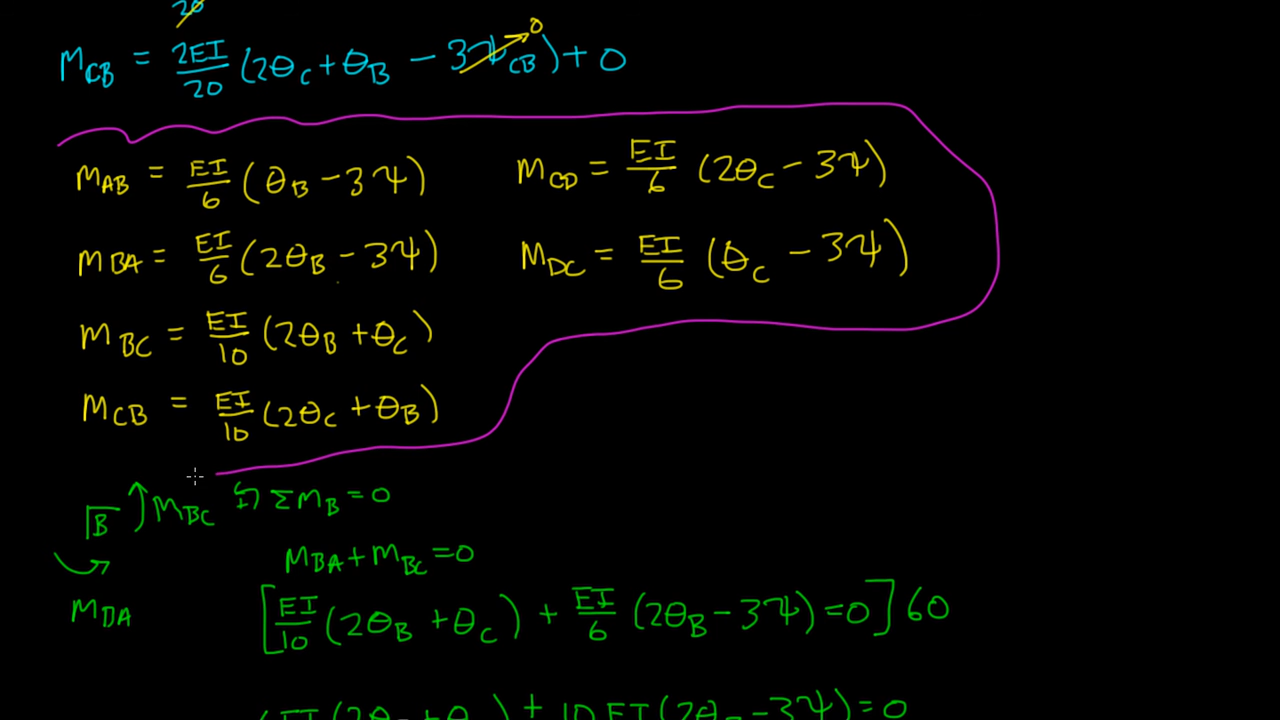 20
M_CB = 2EI/20 (2θ_C + θ_B - 3ψ_CB) + 0
0
M_AB = EI/6 (θ_B - 3ψ)
M_BA = EI/6 (2θ_B - 3ψ)
M_BC = EI/10 (2θ_B + θ_C)
M_CB = EI/10 (2θ_C + θ_B)
M_CD = EI/6 (2θ_C - 3ψ)
M_DC = EI/6 (θ_C - 3ψ)
B M_BC ↰ ΣM_B = 0
M_BA
M_BA + M_BC = 0
[EI/10 (2θ_B + θ_C) + EI/6 (2θ_B - 3ψ) = 0] 60